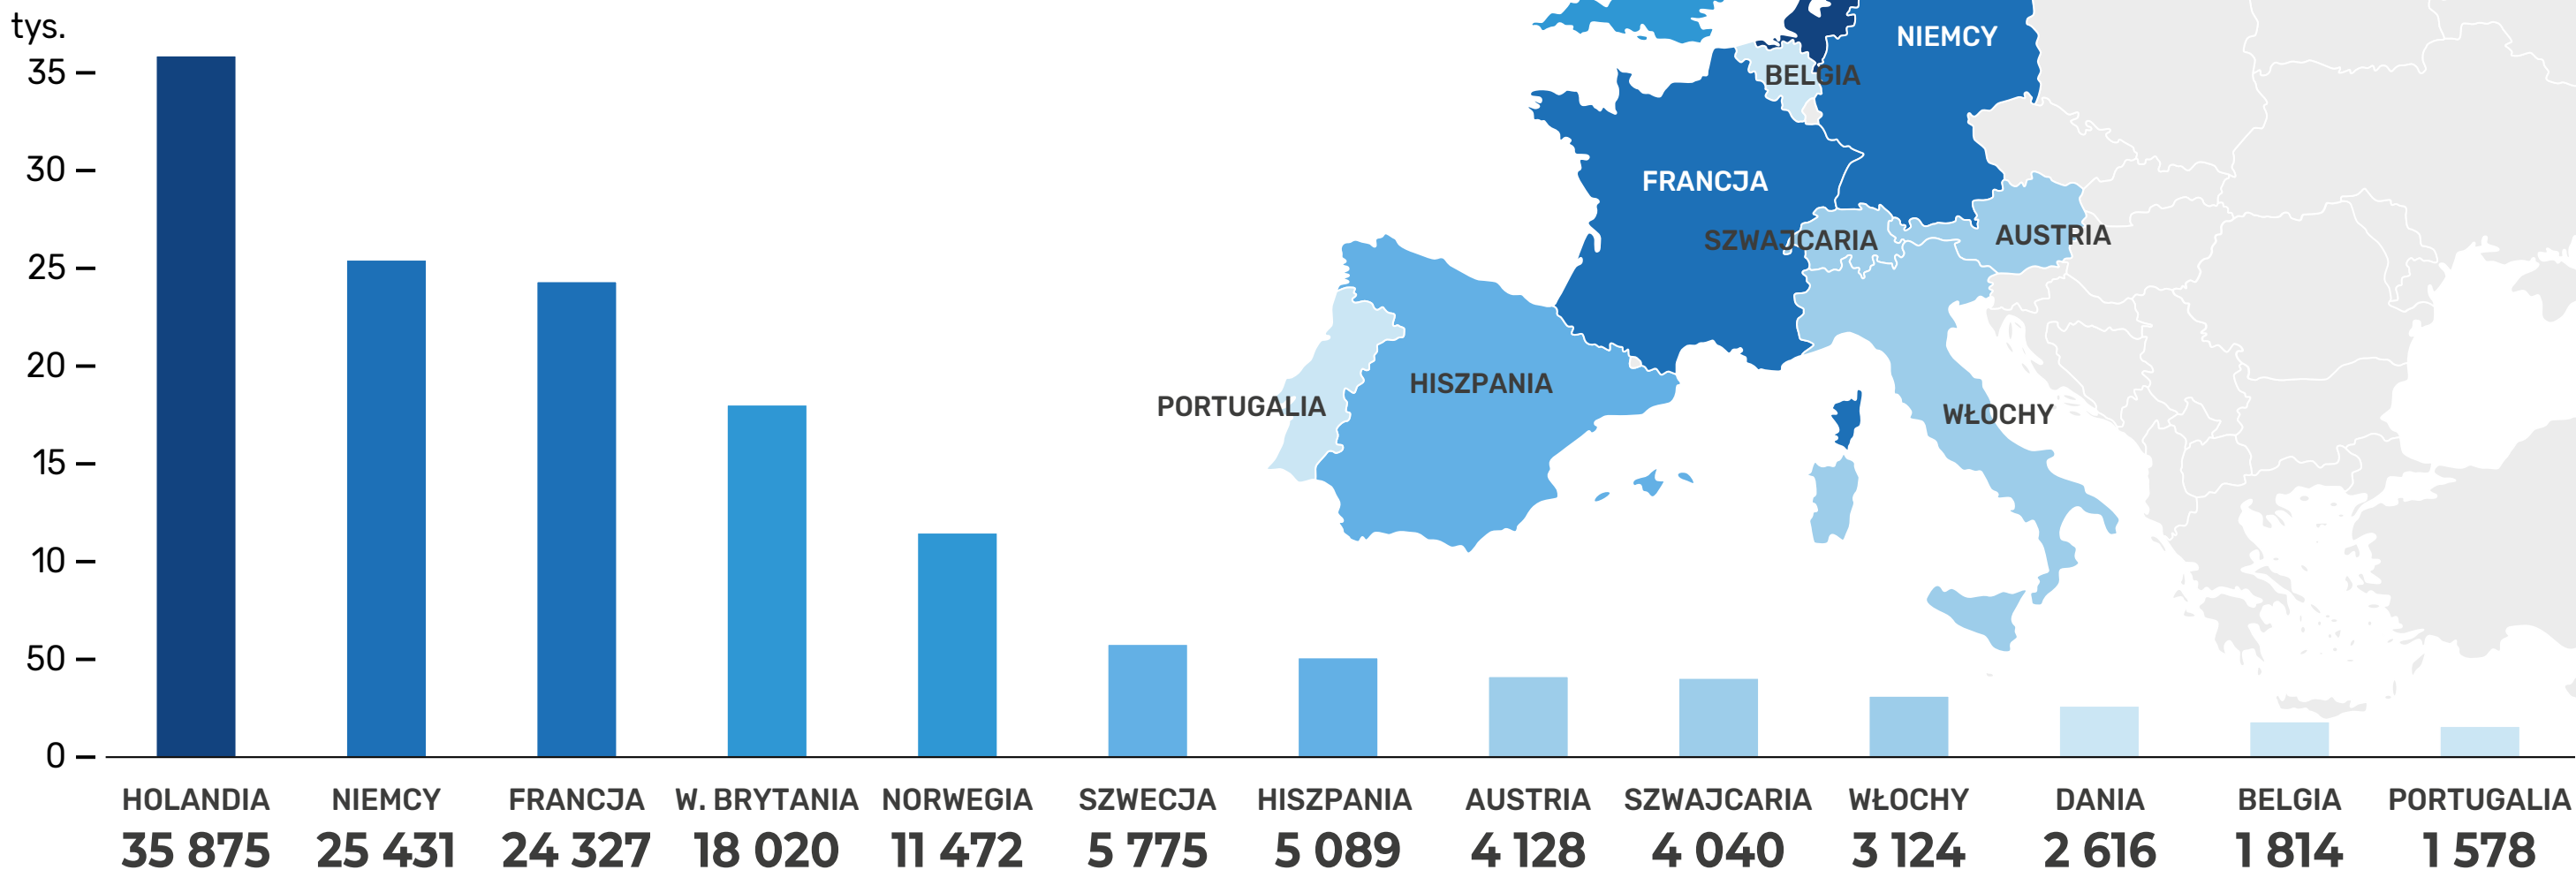 tys.
35
30
25
20
15
10
50
0
NIEMCY
BELGIA
FRANCJA
SZWAJCARIA
AUSTRIA
HISZPANIA
PORTUGALIA
WŁOCHY
HOLANDIA NIEMCY FRANCJA W. BRYTANIA NORWEGIA SZWECJA HISZPANIA AUSTRIA SZWAJCARIA WŁOCHY DANIA BELGIA PORTUGALIA
35 875 25 431 24 327 18 020 11 472 5 775 5 089 4 128 4 040 3 124 2 616 1 814 1 578